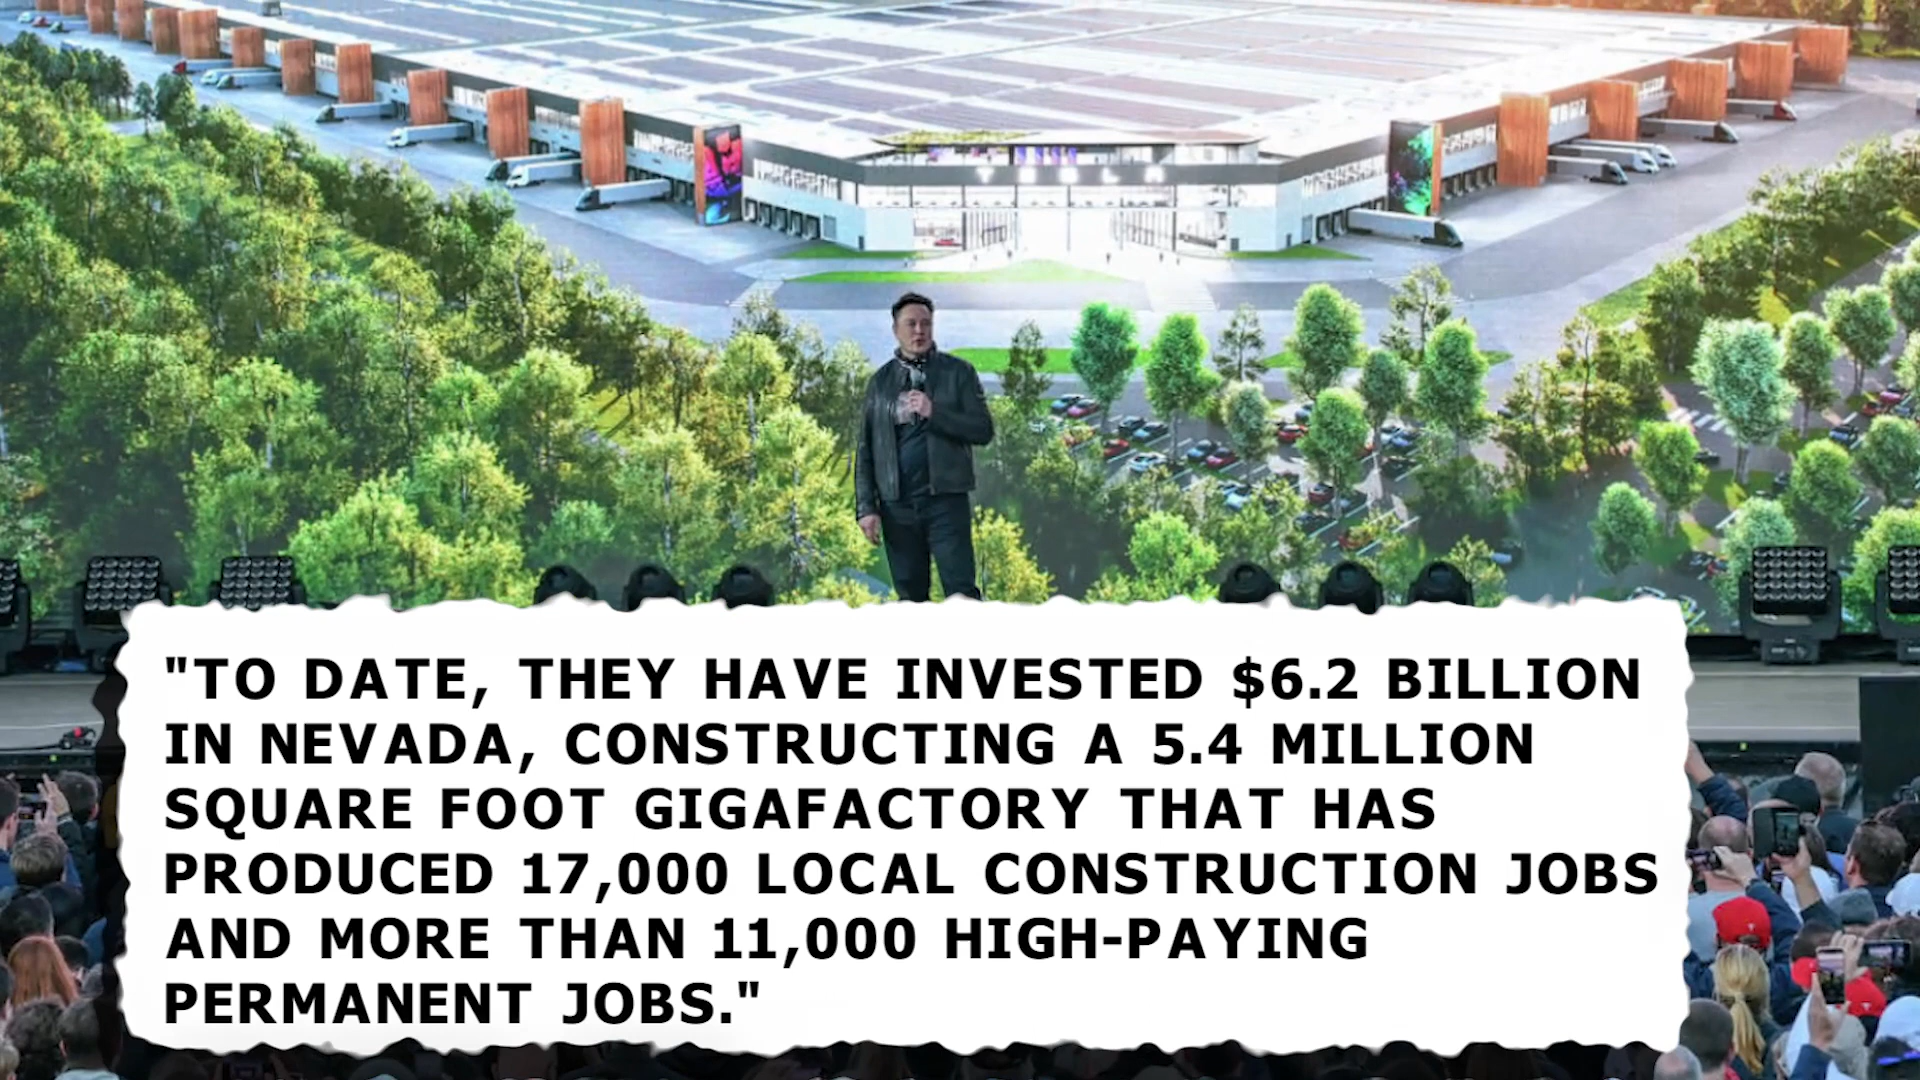 TESLA
"TO DATE, THEY HAVE INVESTED $6.2 BILLION
IN NEVADA, CONSTRUCTING A 5.4 MILLION
SQUARE FOOT GIGAFACTORY THAT HAS
PRODUCED 17,000 LOCAL CONSTRUCTION JOBS
AND MORE THAN 11,000 HIGH-PAYING
PERMANENT JOBS."